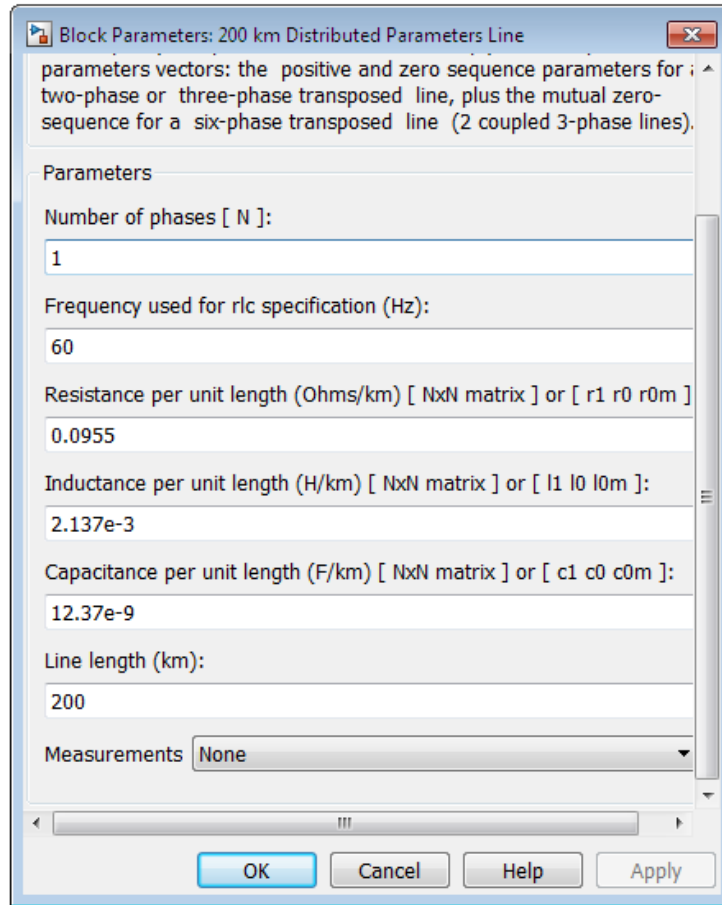 Block Parameters: 200 km Distributed Parameters Line
parameters vectors: the positive and zero sequence parameters for a
two-phase or three-phase transposed line, plus the mutual zero-
sequence for a six-phase transposed line (2 coupled 3-phase lines).
Parameters
Number of phases [ N ]:
1
Frequency used for rlc specification (Hz):
60
Resistance per unit length (Ohms/km) [ NxN matrix ] or [ r1 r0 r0m ]
0.0955
Inductance per unit length (H/km) [ NxN matrix ] or [ l1 l0 l0m ]:
2.137e-3
Capacitance per unit length (F/km) [ NxN matrix ] or [ c1 c0 c0m ]:
12.37e-9
Line length (km):
200
Measurements None
OK Cancel Help Apply